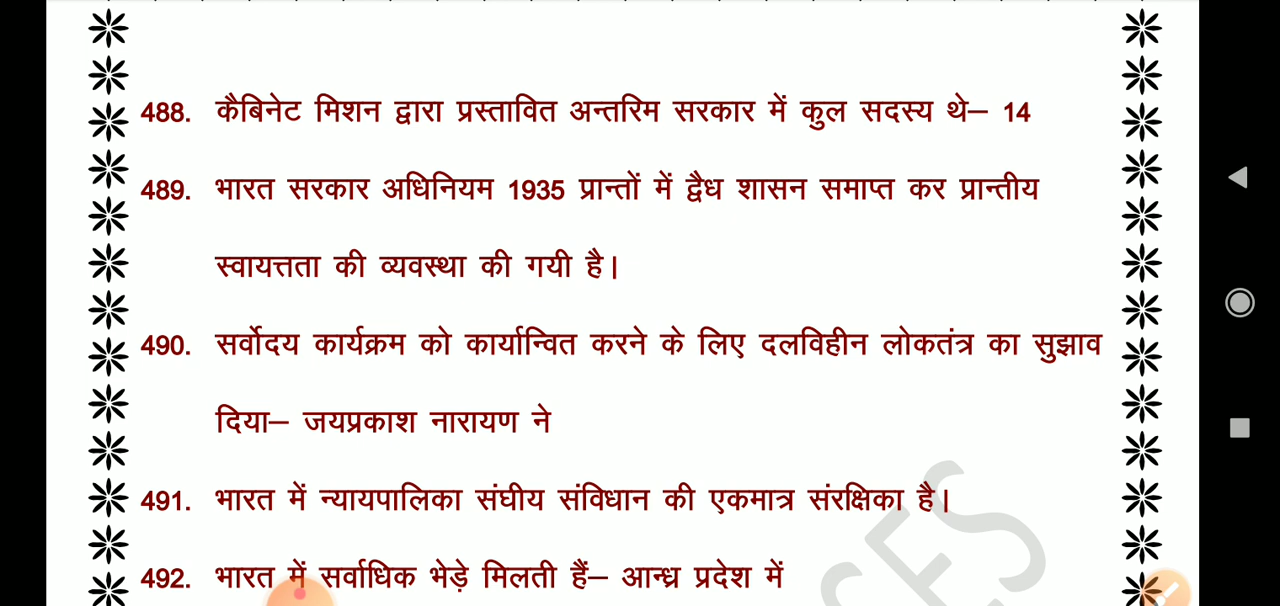 488. कैबिनेट मिशन द्वारा प्रस्तावित अन्तरिम सरकार में कुल सदस्य थे– 14
489. भारत सरकार अधिनियम 1935 प्रान्तों में द्वैध शासन समाप्त कर प्रान्तीय
स्वायत्तता की व्यवस्था की गयी है।
490. सर्वोदय कार्यक्रम को कार्यान्वित करने के लिए दलविहीन लोकतंत्र का सुझाव
दिया– जयप्रकाश नारायण ने
491. भारत में न्यायपालिका संघीय संविधान की एकमात्र संरक्षिका है।
492. भारत में सर्वाधिक भेड़े मिलती हैं– आन्ध्र प्रदेश में